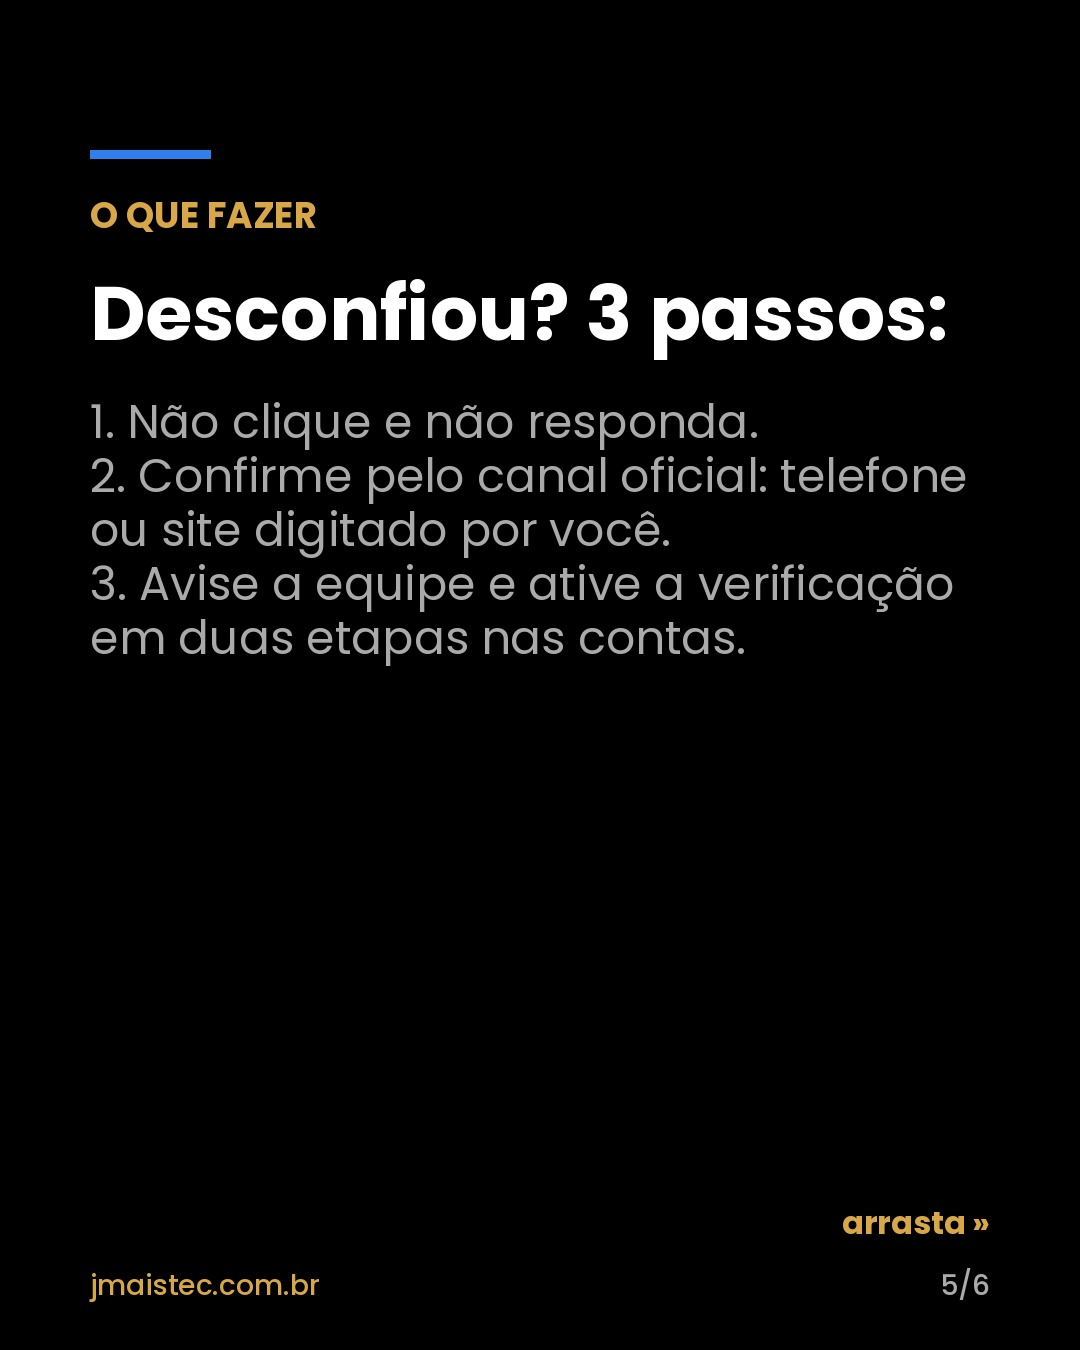 O QUE FAZER
Desconfiou? 3 passos:
1. Não clique e não responda.
2. Confirme pelo canal oficial: telefone
ou site digitado por você.
3. Avise a equipe e ative a verificação
em duas etapas nas contas.
arrasta »
jmaistec.com.br
5/6